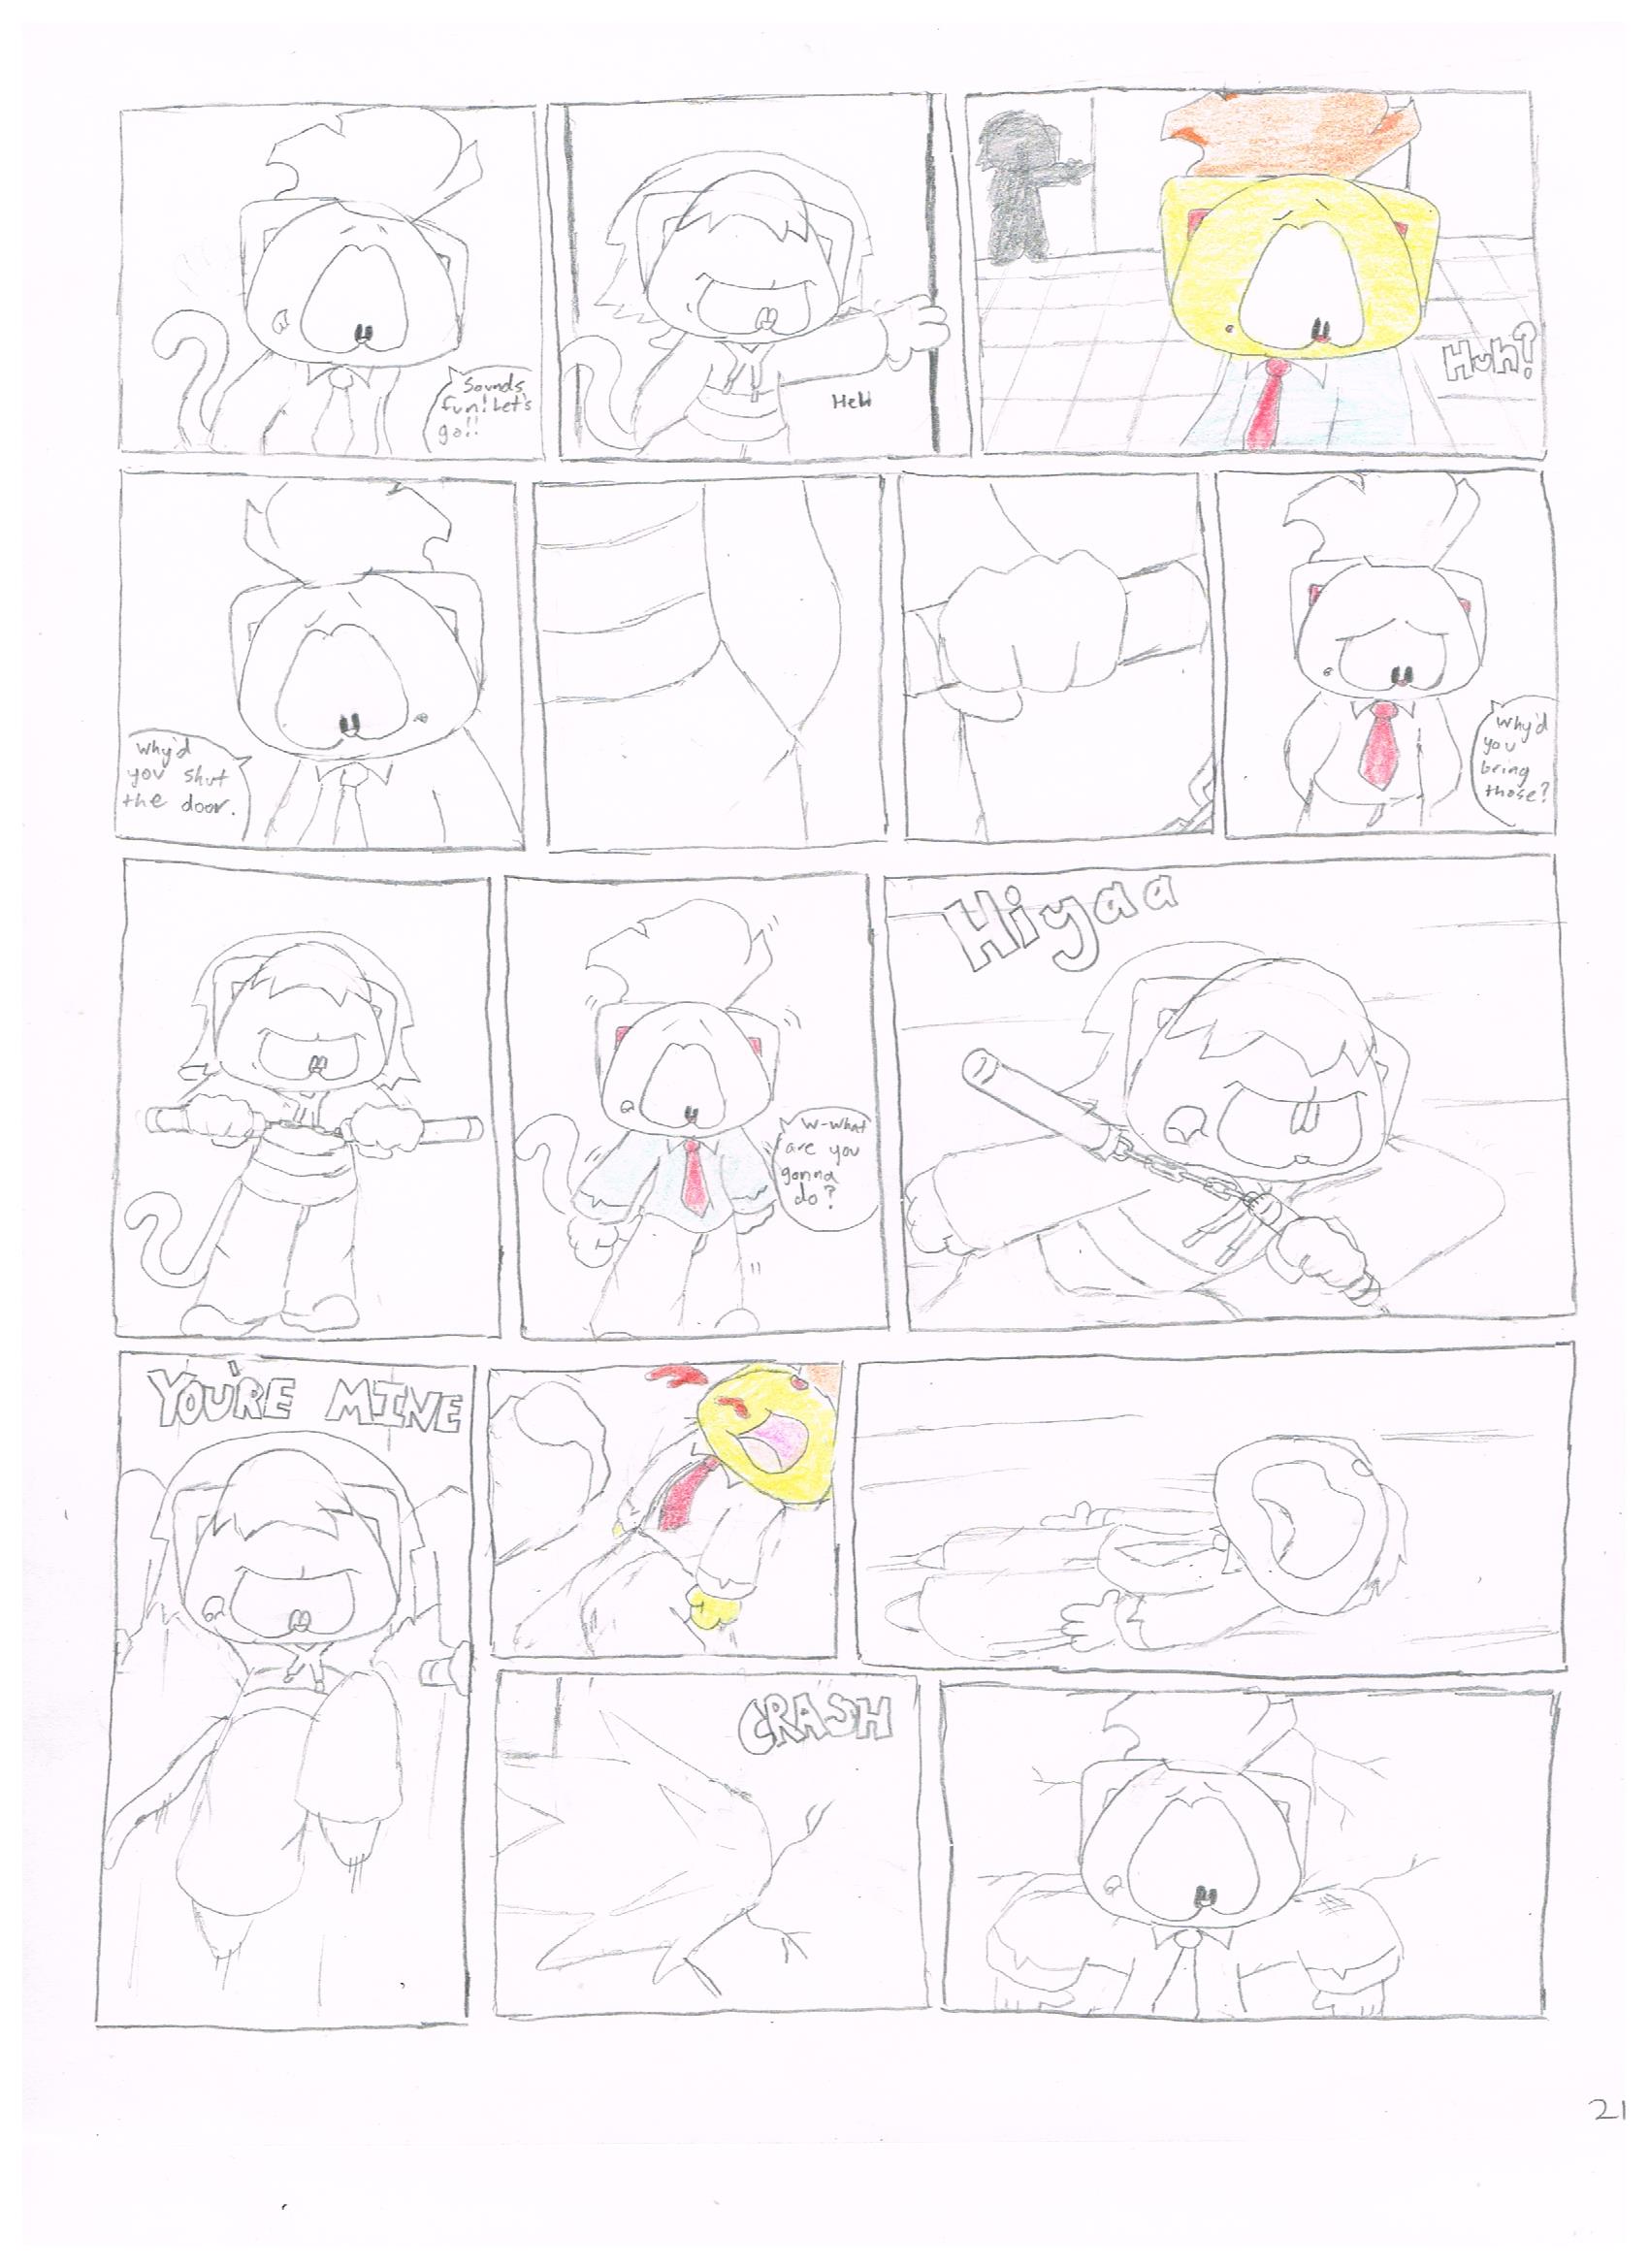 Sounds
fun! Let's
go!!
Heh
Huh?
Why'd
you shut
the door.
Why'd
you
bring
those?
W-what
are you
gonna
do?
Hiyaa
YOU'RE MINE
CRASH
21